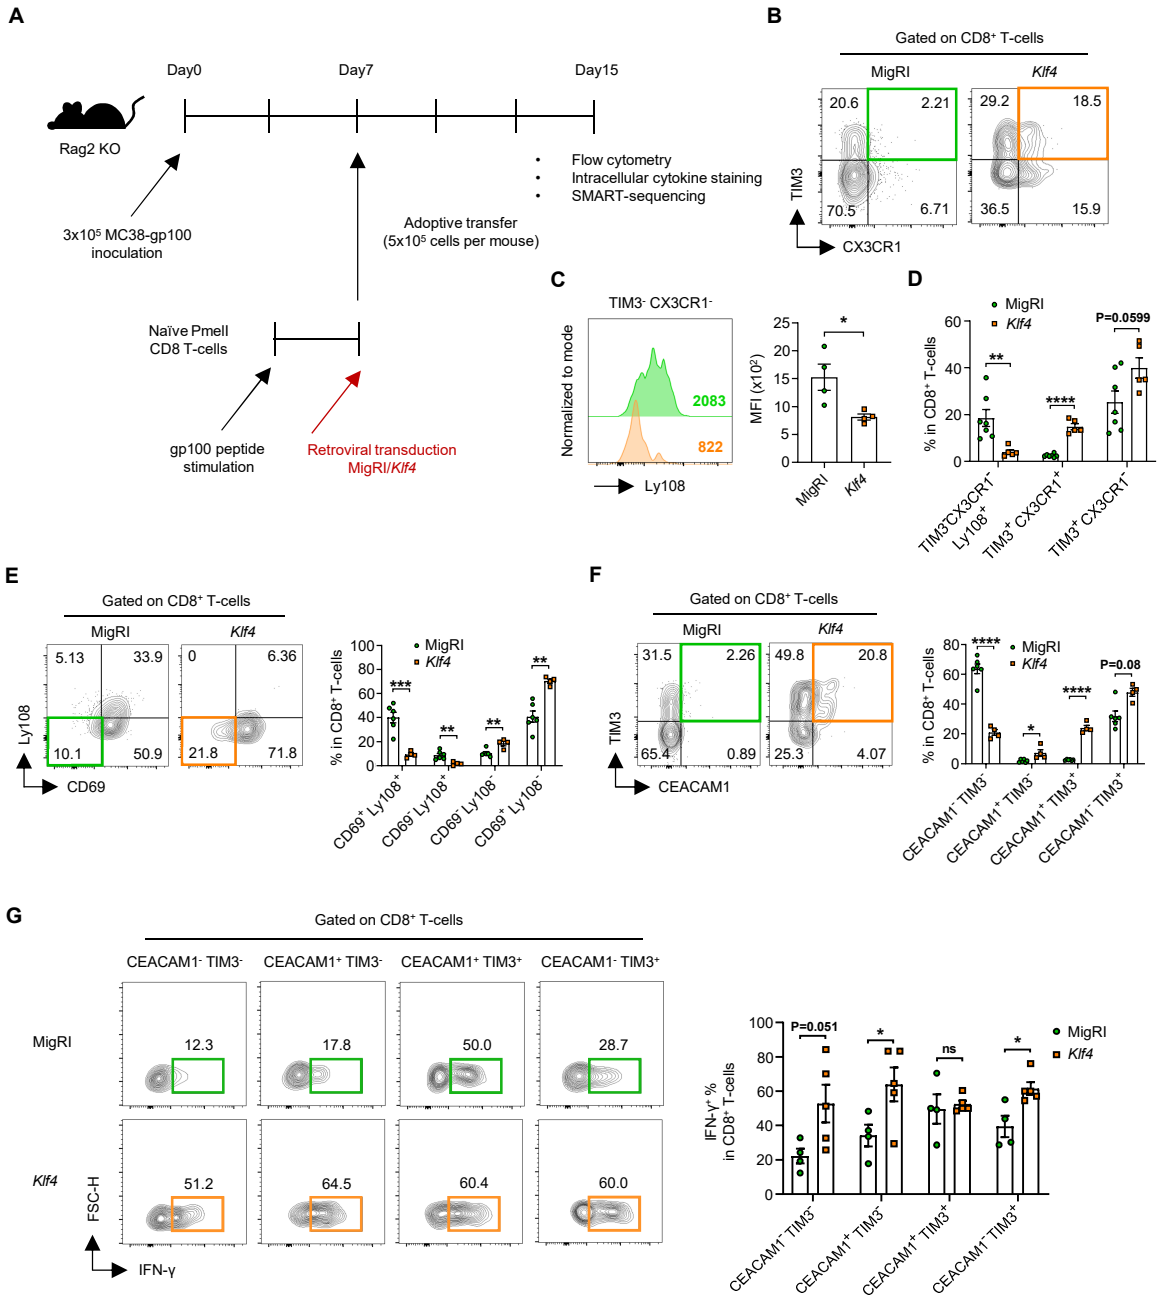 A
Day0
Day7
Day15
Rag2 KO
3x10⁵ MC38-gp100
inoculation
Adoptive transfer
(5x10⁵ cells per mouse)
• Flow cytometry
• Intracellular cytokine staining
• SMART-sequencing
Naïve PmelI
CD8 T-cells
gp100 peptide
stimulation
Retroviral transduction
MigRI/Klf4
B
Gated on CD8⁺ T-cells
MigRI
Klf4
20.6
2.21
70.5
6.71
29.2
18.5
36.5
15.9
TIM3
CX3CR1
C
TIM3⁻ CX3CR1⁻
Normalized to mode
2083
822
Ly108
MFI (x10²)
25
20
15
10
5
0
*
MigRI
Klf4
D
MigRI
Klf4
% in CD8⁺ T-cells
60
40
20
0
**
****
P=0.0599
TIM3⁻CX3CR1⁻
Ly108⁺
TIM3⁺ CX3CR1⁺
TIM3⁺ CX3CR1⁻
E
Gated on CD8⁺ T-cells
MigRI
Klf4
5.13
33.9
10.1
50.9
0
6.36
21.8
71.8
Ly108
CD69
MigRI
Klf4
% in CD8⁺ T-cells
100
80
60
40
20
0
***
**
**
**
CD69⁺ Ly108⁺
CD69⁻ Ly108⁺
CD69⁻ Ly108⁻
CD69⁺ Ly108⁻
F
Gated on CD8⁺ T-cells
MigRI
Klf4
31.5
2.26
65.4
0.89
49.8
20.8
25.3
4.07
TIM3
CEACAM1
MigRI
Klf4
% in CD8⁺ T-cells
80
60
40
20
0
****
*
****
P=0.08
CEACAM1⁻ TIM3⁻
CEACAM1⁺ TIM3⁻
CEACAM1⁺ TIM3⁺
CEACAM1⁻ TIM3⁺
G
Gated on CD8⁺ T-cells
CEACAM1⁻ TIM3⁻
CEACAM1⁺ TIM3⁻
CEACAM1⁺ TIM3⁺
CEACAM1⁻ TIM3⁺
MigRI
12.3
17.8
50.0
28.7
Klf4
51.2
64.5
60.4
60.0
FSC-H
IFN-γ
MigRI
Klf4
IFN-γ⁺ %
in CD8⁺ T-cells
100
80
60
40
20
0
P=0.051
*
ns
*
CEACAM1⁻ TIM3⁻
CEACAM1⁺ TIM3⁻
CEACAM1⁺ TIM3⁺
CEACAM1⁻ TIM3⁺